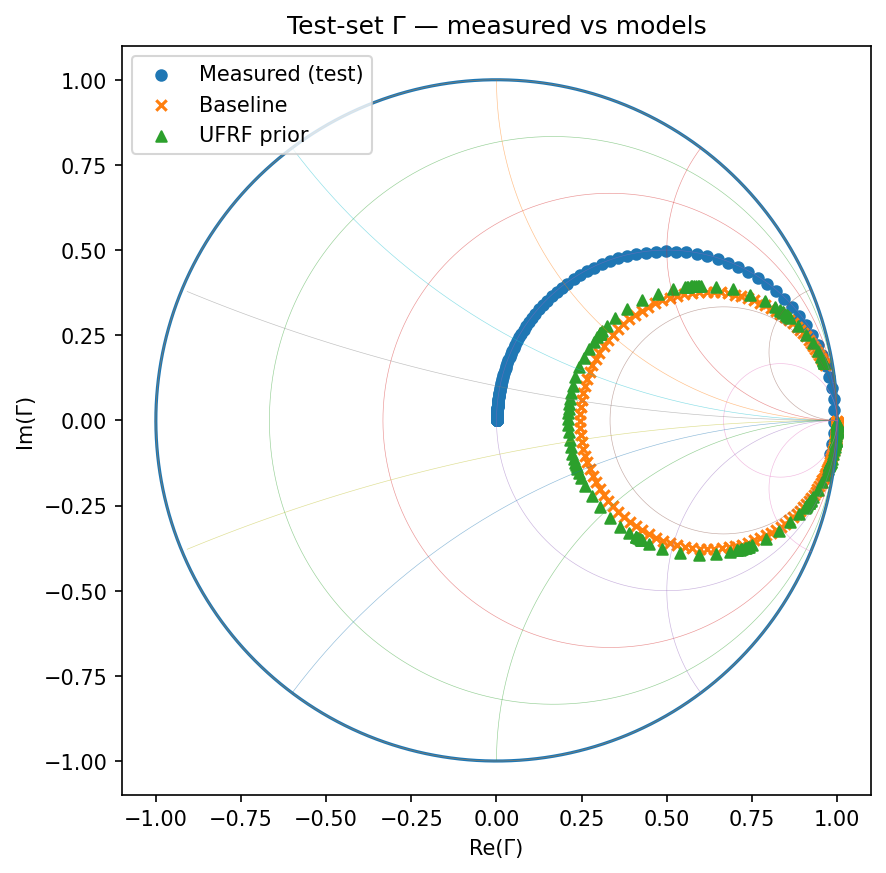 Test-set Γ — measured vs models
Measured (test)
Baseline
UFRF prior
1.00
0.75
0.50
0.25
0.00
−0.25
−0.50
−0.75
−1.00
Im(Γ)
−1.00 −0.75 −0.50 −0.25 0.00 0.25 0.50 0.75 1.00
Re(Γ)